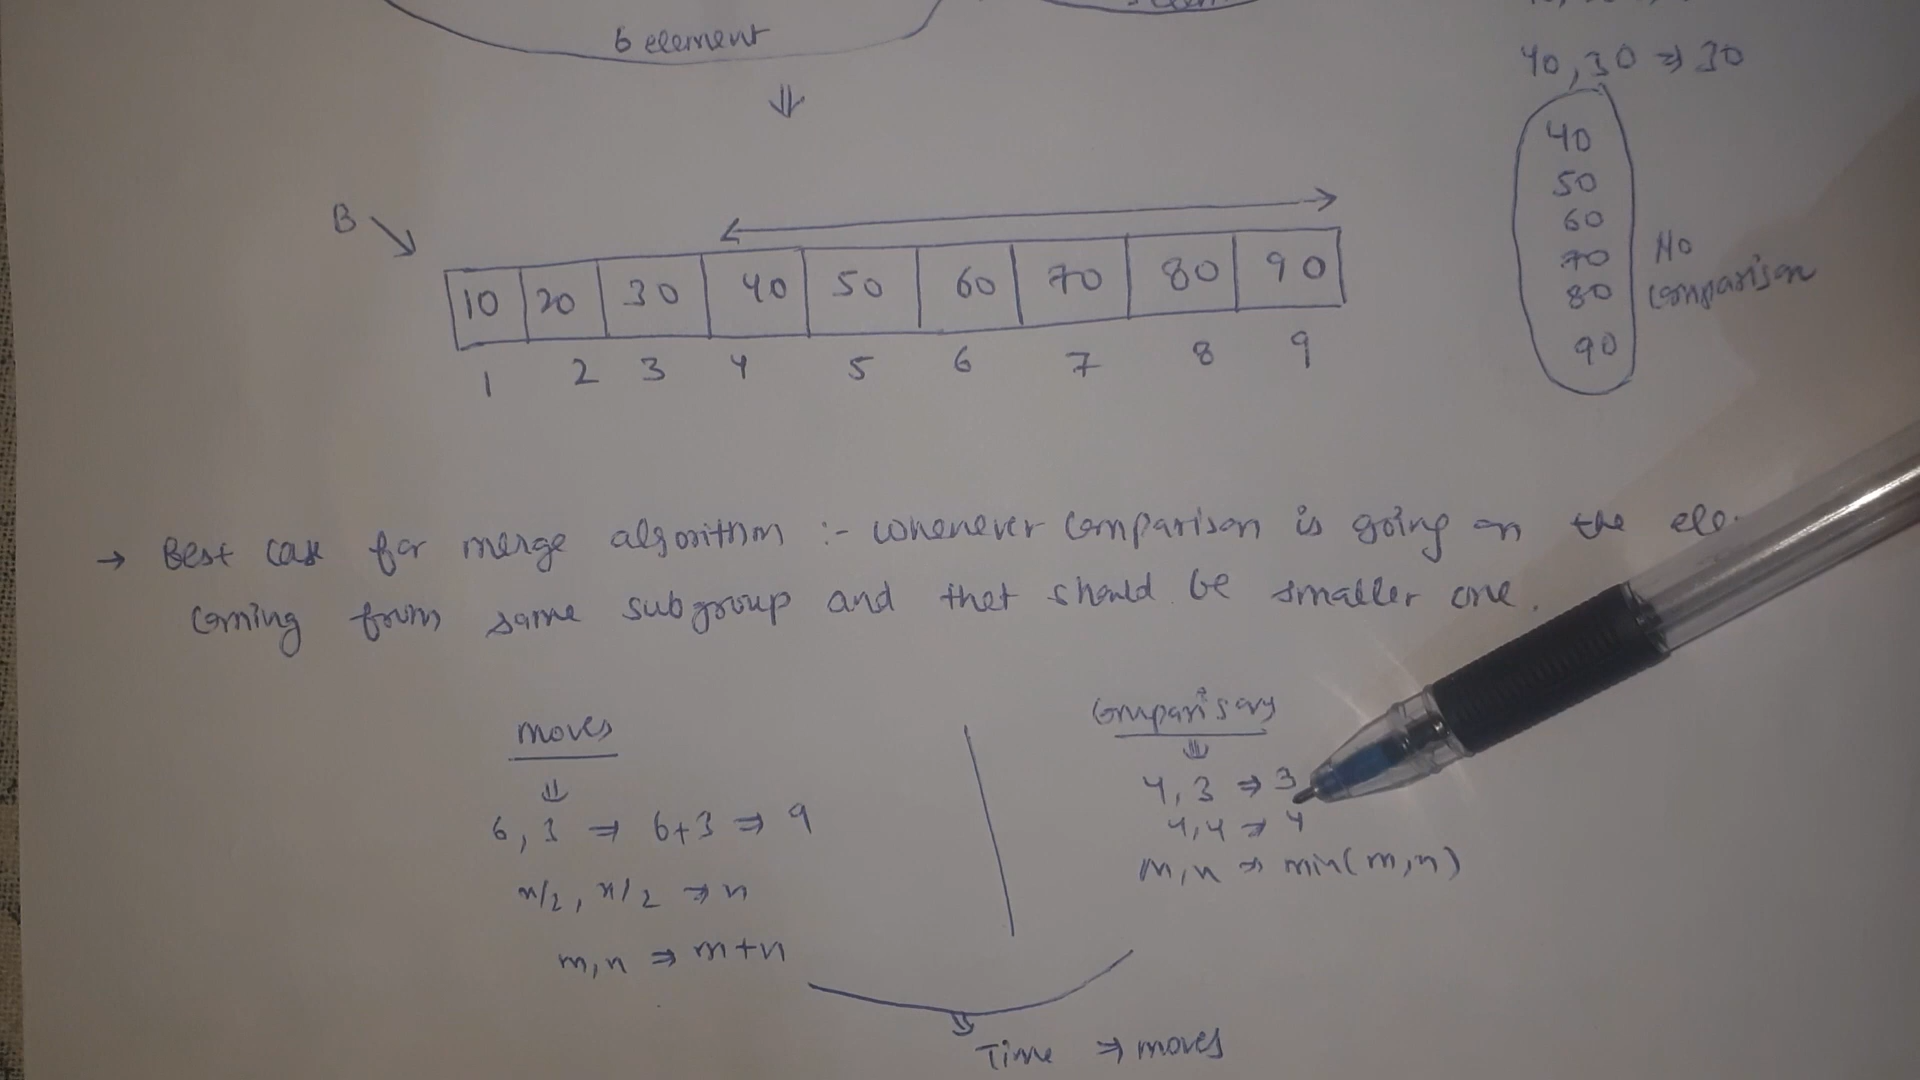 6 element
40, 30 ⇒ 30
40
50
60
70
80
90
No
comparison
B
10 20 30 40 50 60 70 80 90
1 2 3 4 5 6 7 8 9
→ Best case for merge algorithm :- whenever comparison is going on the ele.
coming from same subgroup and that should be smaller one.
moves
6, 3 ⇒ 6+3 ⇒ 9
n/2, n/2 ⇒ n
m,n ⇒ m+n
Comparisons
4,3 ⇒ 3
4,4 ⇒ 4
m,n ⇒ min(m,n)
Time ⇒ moves